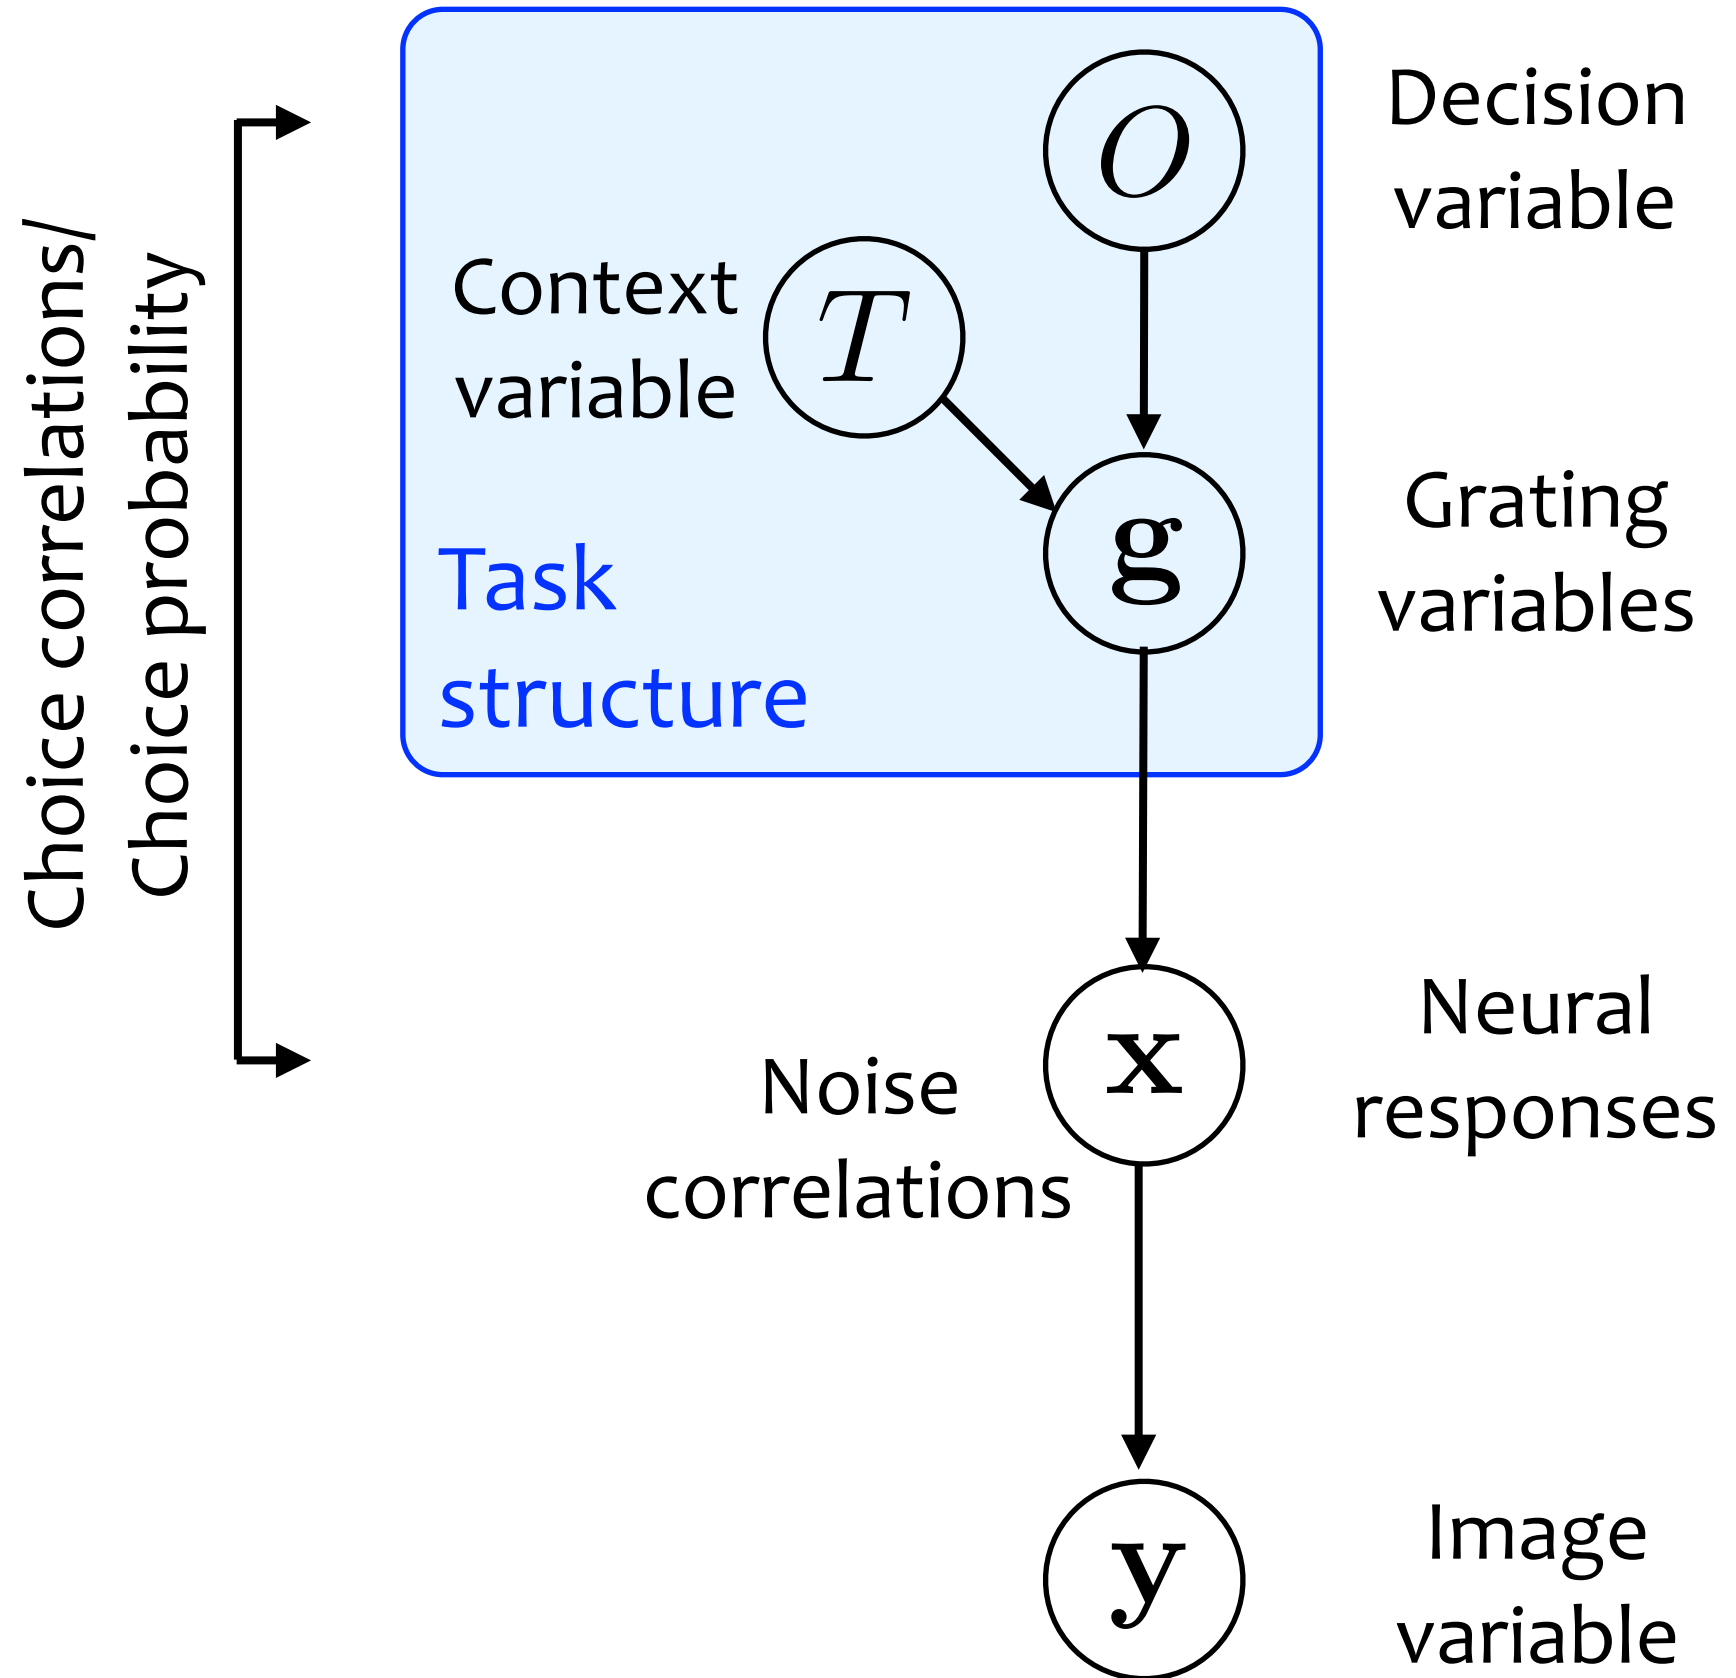 Choice correlations/
Choice probability
O
Decision
variable
Context
variable
T
Task
structure
g
Grating
variables
x
Neural
responses
Noise
correlations
y
Image
variable